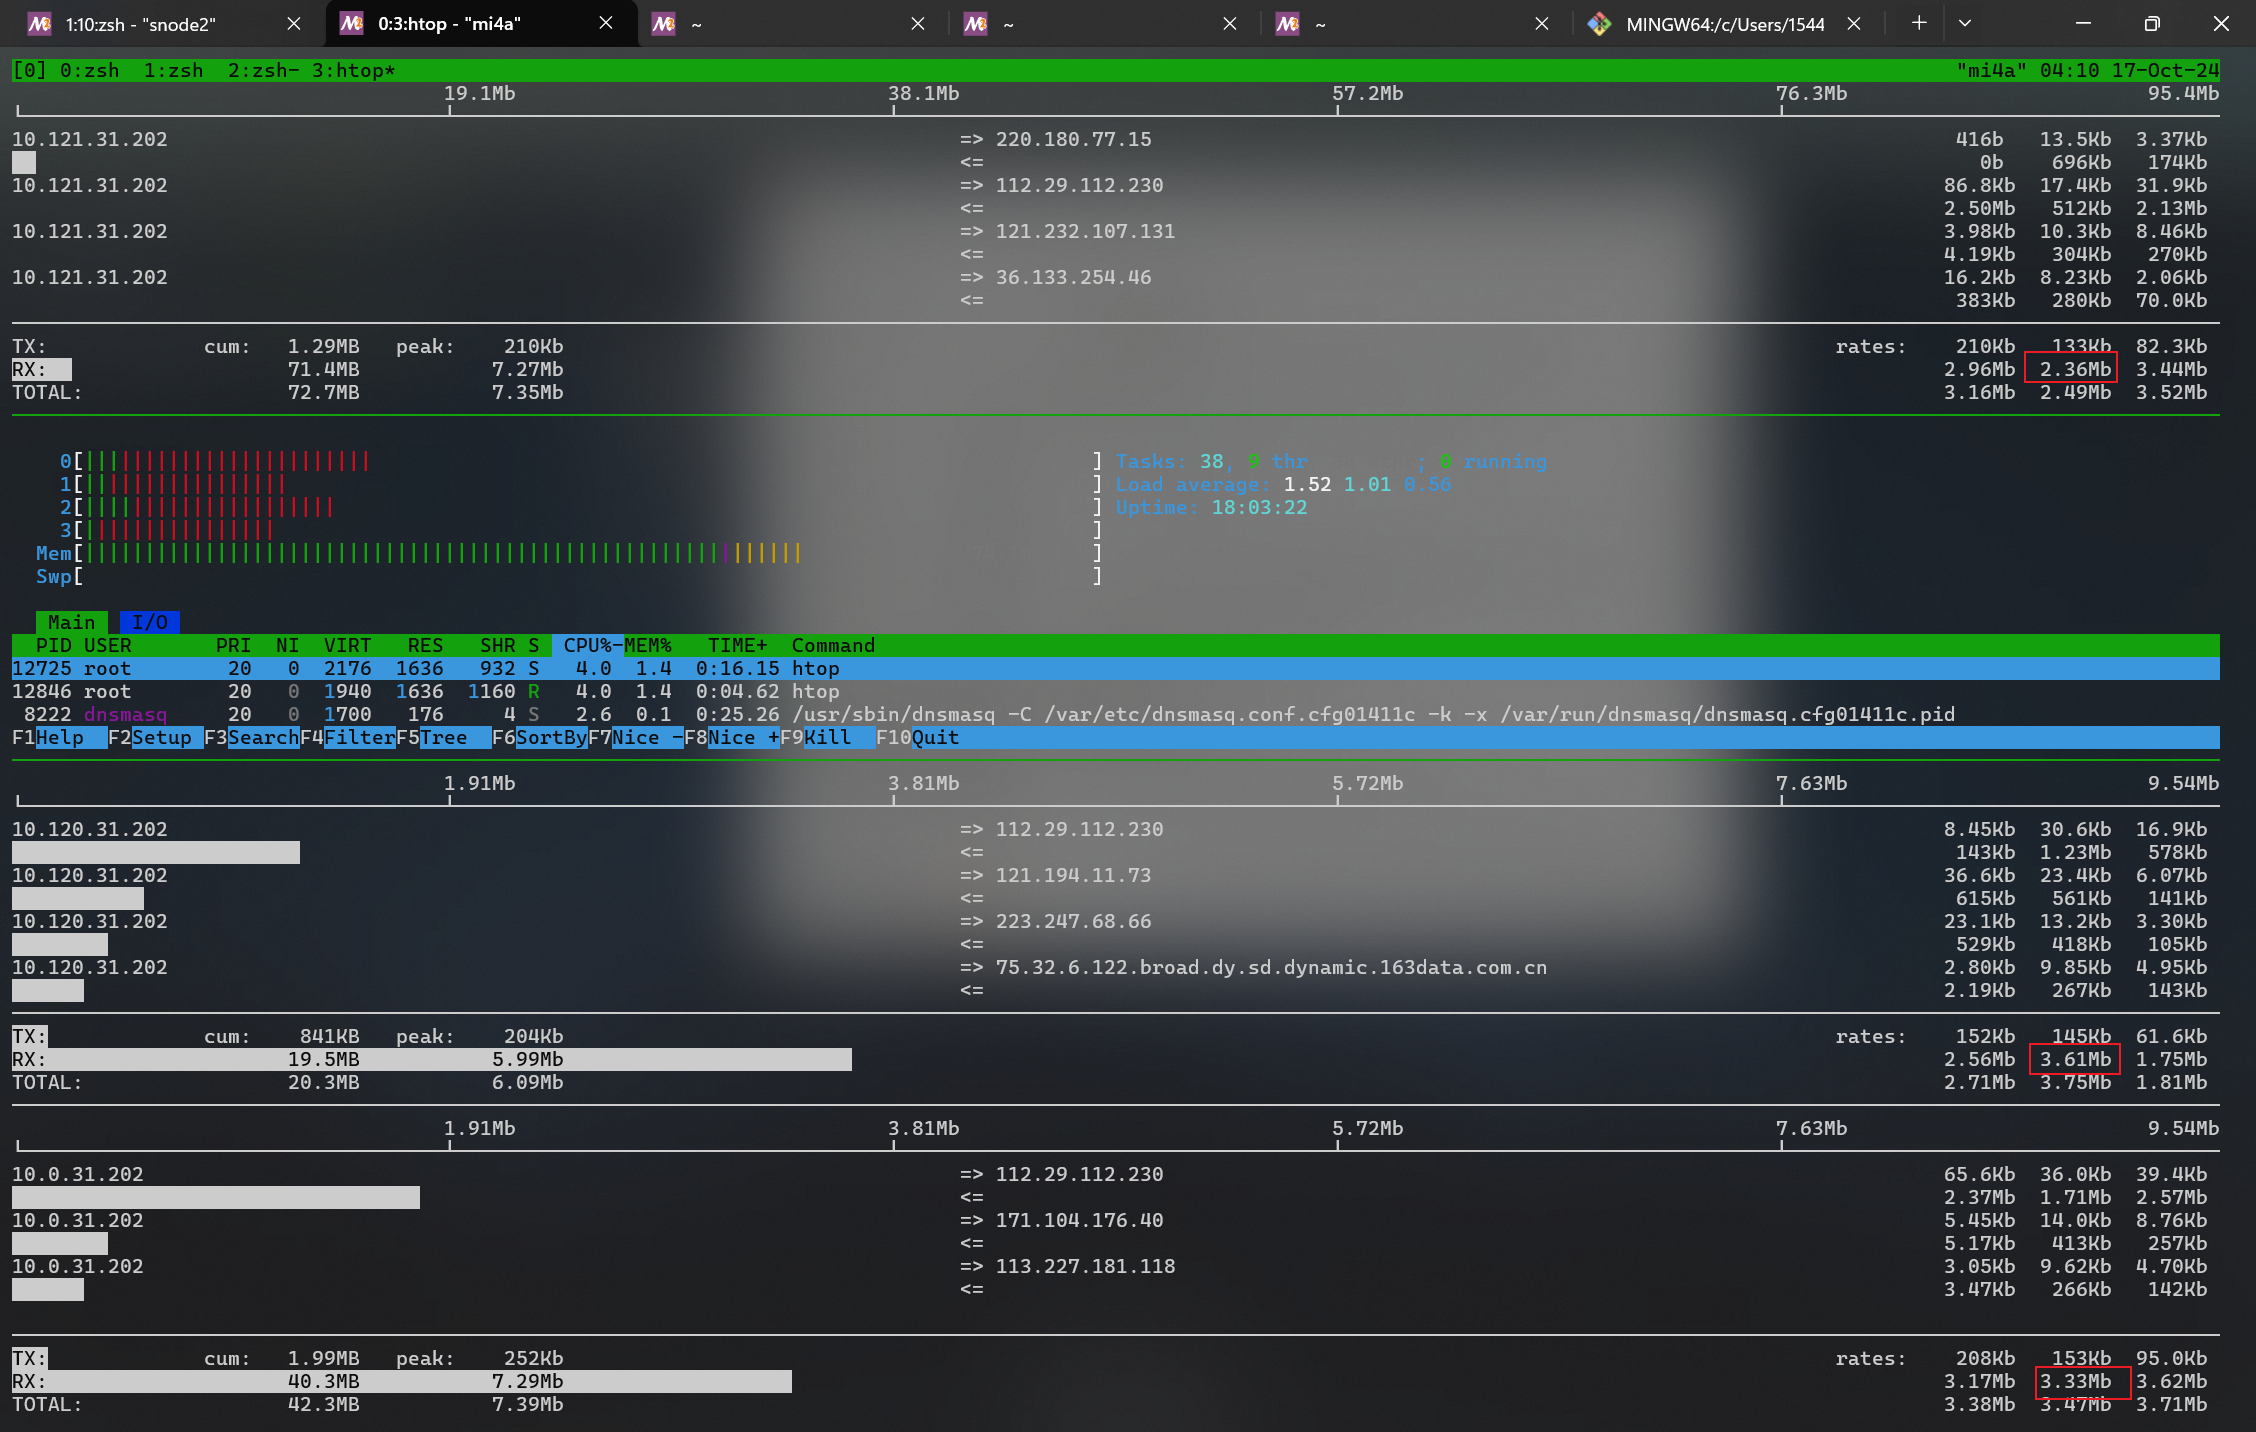 1:10:zsh - "snode2" 0:3:htop - "mi4a" ~ ~ ~ MINGW64:/c/Users/1544
[0] 0:zsh  1:zsh  2:zsh- 3:htop* "mi4a" 04:10 17-Oct-24
19.1Mb 38.1Mb 57.2Mb 76.3Mb 95.4Mb
10.121.31.202 => 220.180.77.15 416b 13.5Kb 3.37Kb
<= 0b 696Kb 174Kb
10.121.31.202 => 112.29.112.230 86.8Kb 17.4Kb 31.9Kb
<= 2.50Mb 512Kb 2.13Mb
10.121.31.202 => 121.232.107.131 3.98Kb 10.3Kb 8.46Kb
<= 4.19Kb 304Kb 270Kb
10.121.31.202 => 36.133.254.46 16.2Kb 8.23Kb 2.06Kb
<= 383Kb 280Kb 70.0Kb
TX: cum: 1.29MB peak: 210Kb rates: 210Kb 133Kb 82.3Kb
RX: 71.4MB 7.27Mb 2.96Mb 2.36Mb 3.44Mb
TOTAL: 72.7MB 7.35Mb 3.16Mb 2.49Mb 3.52Mb
0[ ] Tasks: 38, 9 thr ; 0 running
1[ ] Load average: 1.52 1.01 0.56
2[ ] Uptime: 18:03:22
3[ ]
Mem[ ]
Swp[ ]
Main I/O
PID USER PRI NI VIRT RES SHR S CPU%-MEM% TIME+ Command
12725 root 20 0 2176 1636 932 S 4.0 1.4 0:16.15 htop
12846 root 20 0 1940 1636 1160 R 4.0 1.4 0:04.62 htop
8222 dnsmasq 20 0 1700 176 4 S 2.6 0.1 0:25.26 /usr/sbin/dnsmasq -C /var/etc/dnsmasq.conf.cfg01411c -k -x /var/run/dnsmasq/dnsmasq.cfg01411c.pid
F1Help F2Setup F3SearchF4FilterF5Tree F6SortByF7Nice -F8Nice +F9Kill F10Quit
1.91Mb 3.81Mb 5.72Mb 7.63Mb 9.54Mb
10.120.31.202 => 112.29.112.230 8.45Kb 30.6Kb 16.9Kb
<= 143Kb 1.23Mb 578Kb
10.120.31.202 => 121.194.11.73 36.6Kb 23.4Kb 6.07Kb
<= 615Kb 561Kb 141Kb
10.120.31.202 => 223.247.68.66 23.1Kb 13.2Kb 3.30Kb
<= 529Kb 418Kb 105Kb
10.120.31.202 => 75.32.6.122.broad.dy.sd.dynamic.163data.com.cn 2.80Kb 9.85Kb 4.95Kb
<= 2.19Kb 267Kb 143Kb
TX: cum: 841KB peak: 204Kb rates: 152Kb 145Kb 61.6Kb
RX: 19.5MB 5.99Mb 2.56Mb 3.61Mb 1.75Mb
TOTAL: 20.3MB 6.09Mb 2.71Mb 3.75Mb 1.81Mb
1.91Mb 3.81Mb 5.72Mb 7.63Mb 9.54Mb
10.0.31.202 => 112.29.112.230 65.6Kb 36.0Kb 39.4Kb
<= 2.37Mb 1.71Mb 2.57Mb
10.0.31.202 => 171.104.176.40 5.45Kb 14.0Kb 8.76Kb
<= 5.17Kb 413Kb 257Kb
10.0.31.202 => 113.227.181.118 3.05Kb 9.62Kb 4.70Kb
<= 3.47Kb 266Kb 142Kb
TX: cum: 1.99MB peak: 252Kb rates: 208Kb 153Kb 95.0Kb
RX: 40.3MB 7.29Mb 3.17Mb 3.33Mb 3.62Mb
TOTAL: 42.3MB 7.39Mb 3.38Mb 3.47Mb 3.71Mb